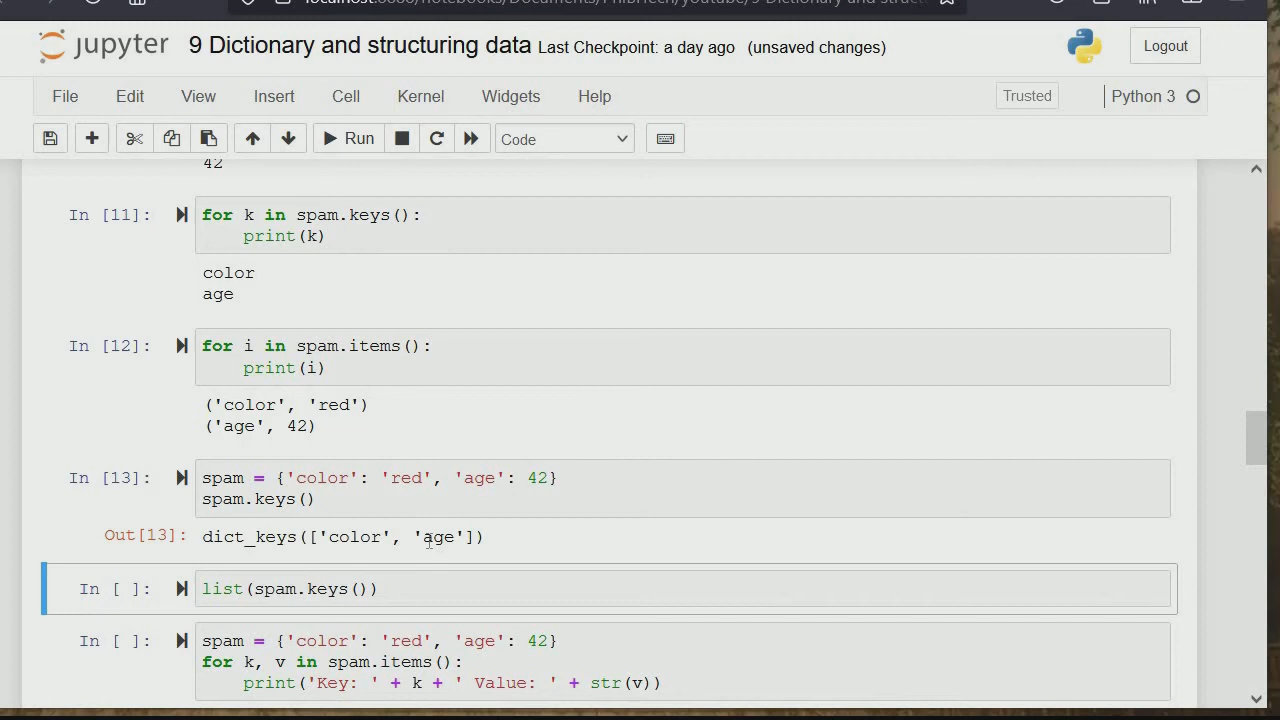 jupyter 9 Dictionary and structuring data Last Checkpoint: a day ago (unsaved changes) Logout
File Edit View Insert Cell Kernel Widgets Help Trusted Python 3
Run Code
42
In [11]: for k in spam.keys():
print(k)
color
age
In [12]: for i in spam.items():
print(i)
('color', 'red')
('age', 42)
In [13]: spam = {'color': 'red', 'age': 42}
spam.keys()
Out[13]: dict_keys(['color', 'age'])
In [ ]: list(spam.keys())
In [ ]: spam = {'color': 'red', 'age': 42}
for k, v in spam.items():
print('Key: ' + k + ' Value: ' + str(v))